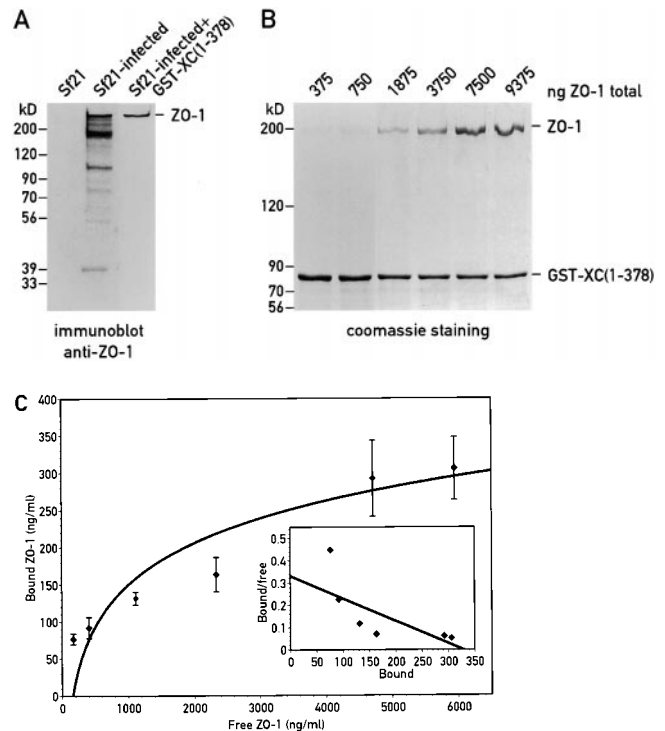 A
Sf21
Sf21-infected
Sf21-infected+
GST-XC(1-378)
kD
200
120
90
70
56
39
33
ZO-1
immunoblot
anti-ZO-1
B
375 750 1875 3750 7500 9375 ng ZO-1 total
kD
200
120
90
70
56
ZO-1
GST-XC(1-378)
coomassie staining
C
Bound ZO-1 (ng/ml)
400
350
300
250
200
150
100
50
0
0 1000 2000 3000 4000 5000 6000
Free ZO-1 (ng/ml)
Bound/free
0.5
0.4
0.3
0.2
0.1
0
0 50 100 150 200 250 300 350
Bound